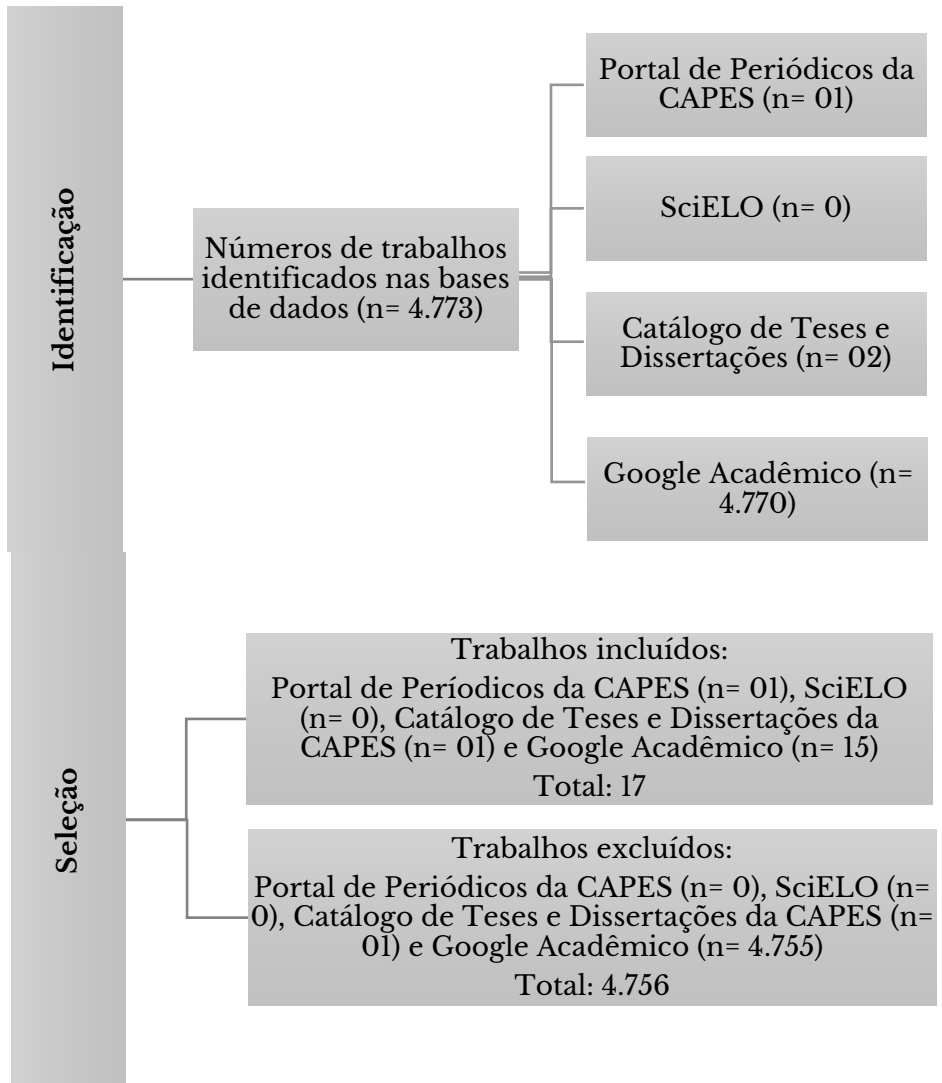 Identificação
Números de trabalhos
identificados nas bases
de dados (n= 4.773)
Portal de Periódicos da
CAPES (n= 01)
SciELO (n= 0)
Catálogo de Teses e
Dissertações (n= 02)
Google Acadêmico (n=
4.770)
Seleção
Trabalhos incluídos:
Portal de Períodicos da CAPES (n= 01), SciELO
(n= 0), Catálogo de Teses e Dissertações da
CAPES (n= 01) e Google Acadêmico (n= 15)
Total: 17
Trabalhos excluídos:
Portal de Periódicos da CAPES (n= 0), SciELO (n=
0), Catálogo de Teses e Dissertações da CAPES (n=
01) e Google Acadêmico (n= 4.755)
Total: 4.756